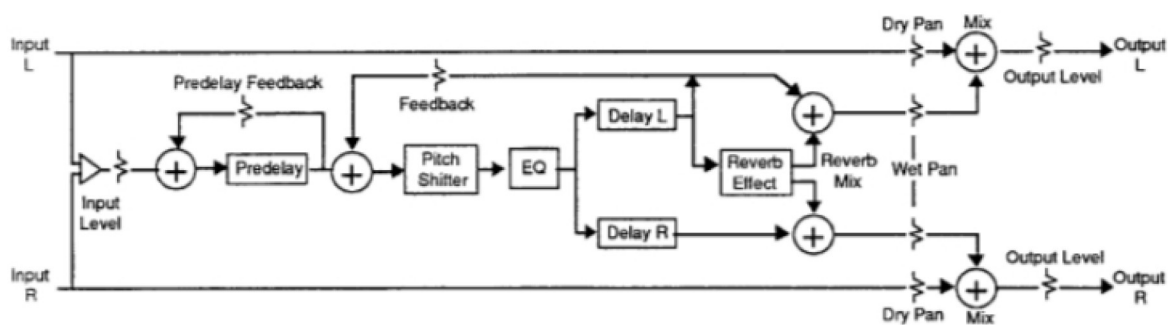 Input
L
Dry Pan
Mix
Output
L
Output Level
Predelay Feedback
Feedback
Delay L
Input
Level
Predelay
Pitch
Shifter
EQ
Reverb
Effect
Reverb
Mix
Wet Pan
Delay R
Output Level
Input
R
Output
R
Dry Pan
Mix